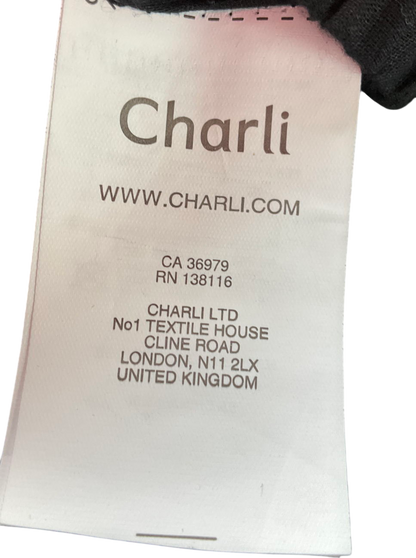 Charli
WWW.CHARLI.COM
CA 36979
RN 138116
CHARLI LTD
No1 TEXTILE HOUSE
CLINE ROAD
LONDON, N11 2LX
UNITED KINGDOM